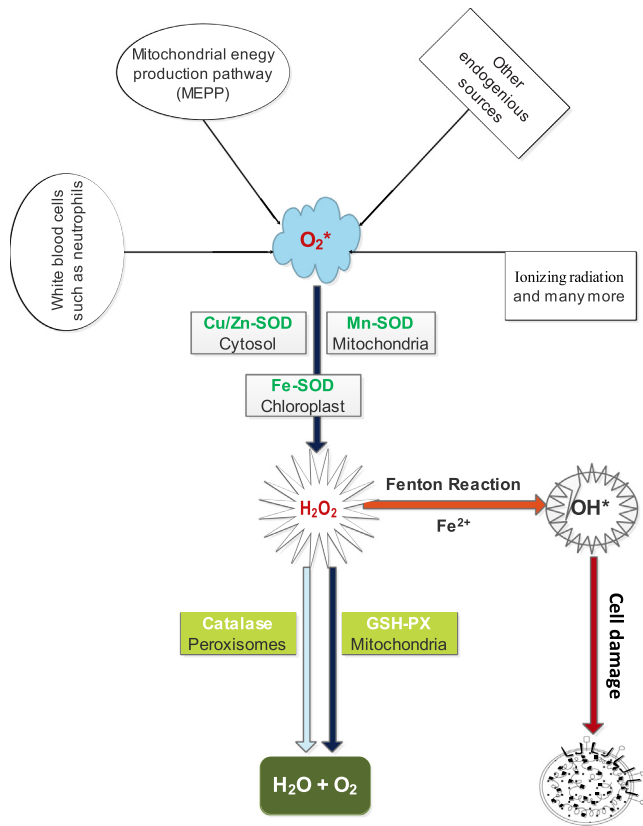 Mitochondrial enegy
production pathway
(MEPP)
Other
endogenious
sources
White blood cells
such as neutrophils
O₂*
Ionizing radiation
and many more
Cu/Zn-SOD
Cytosol
Mn-SOD
Mitochondria
Fe-SOD
Chloroplast
H₂O₂
Fenton Reaction
Fe²⁺
OH*
Catalase
Peroxisomes
GSH-PX
Mitochondria
Cell damage
H₂O + O₂